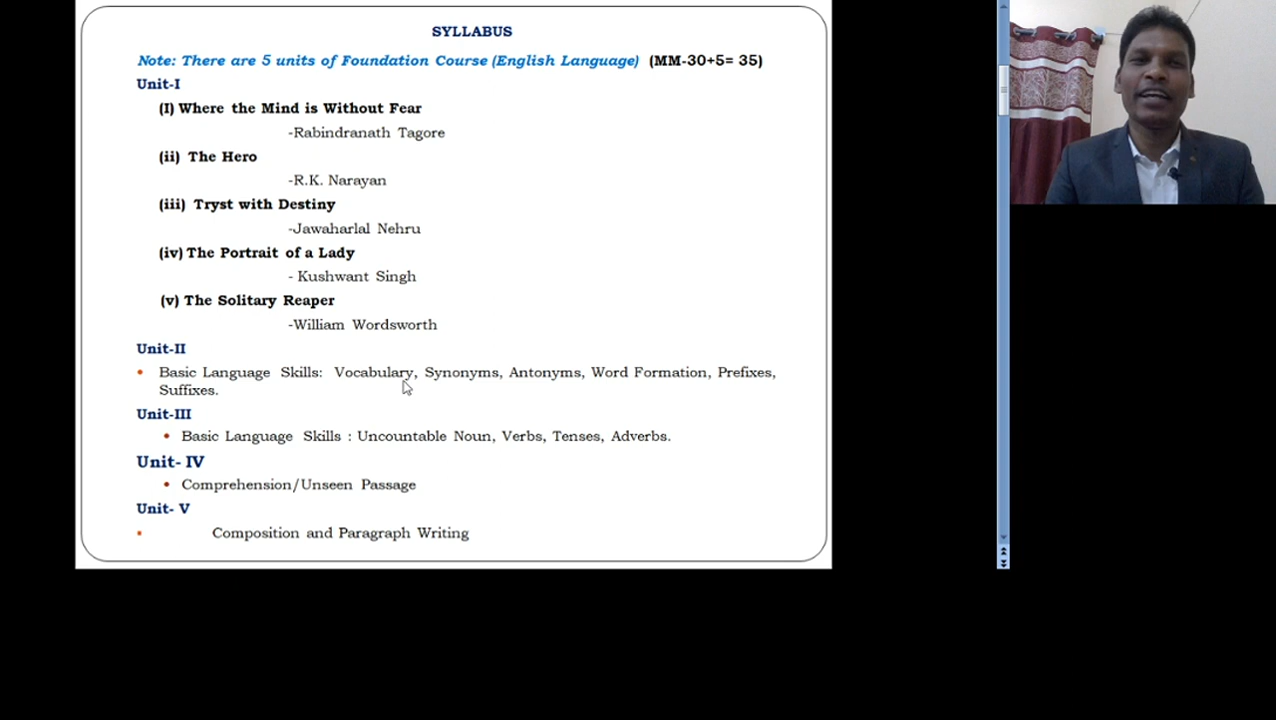 SYLLABUS
Note: There are 5 units of Foundation Course (English Language) (MM-30+5= 35)
Unit-I
(I) Where the Mind is Without Fear
-Rabindranath Tagore
(ii) The Hero
-R.K. Narayan
(iii) Tryst with Destiny
-Jawaharlal Nehru
(iv) The Portrait of a Lady
- Kushwant Singh
(v) The Solitary Reaper
-William Wordsworth
Unit-II
• Basic Language Skills: Vocabulary, Synonyms, Antonyms, Word Formation, Prefixes,
Suffixes.
Unit-III
• Basic Language Skills : Uncountable Noun, Verbs, Tenses, Adverbs.
Unit- IV
• Comprehension/Unseen Passage
Unit- V
• Composition and Paragraph Writing